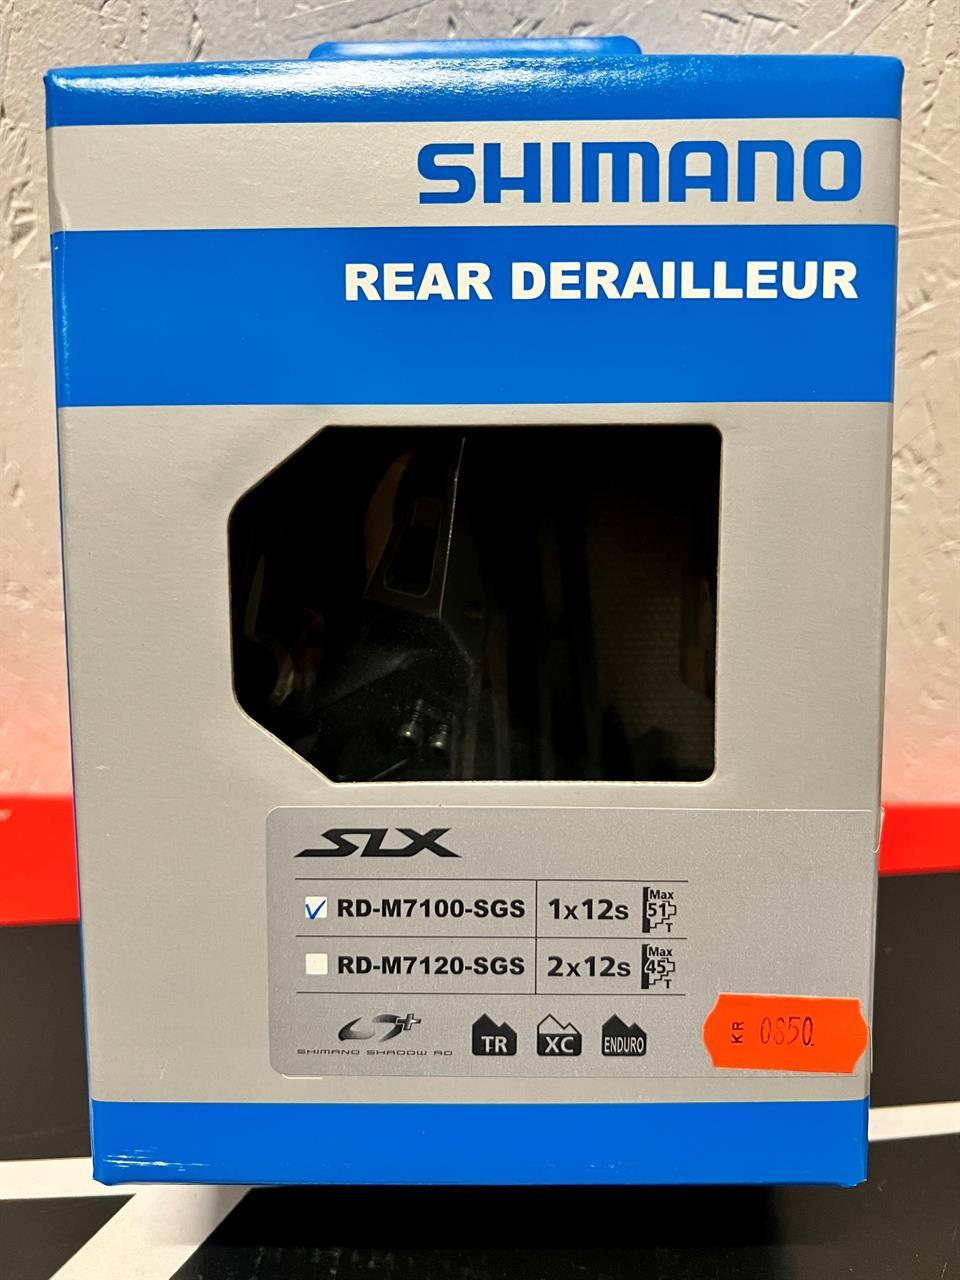 SHIMANO
REAR DERAILLEUR
SLX
RD-M7100-SGS 1x12s Max 51T
RD-M7120-SGS 2x12s Max 45T
SHIMANO SHADOW RD+
TR XC ENDURO
KR 0850.